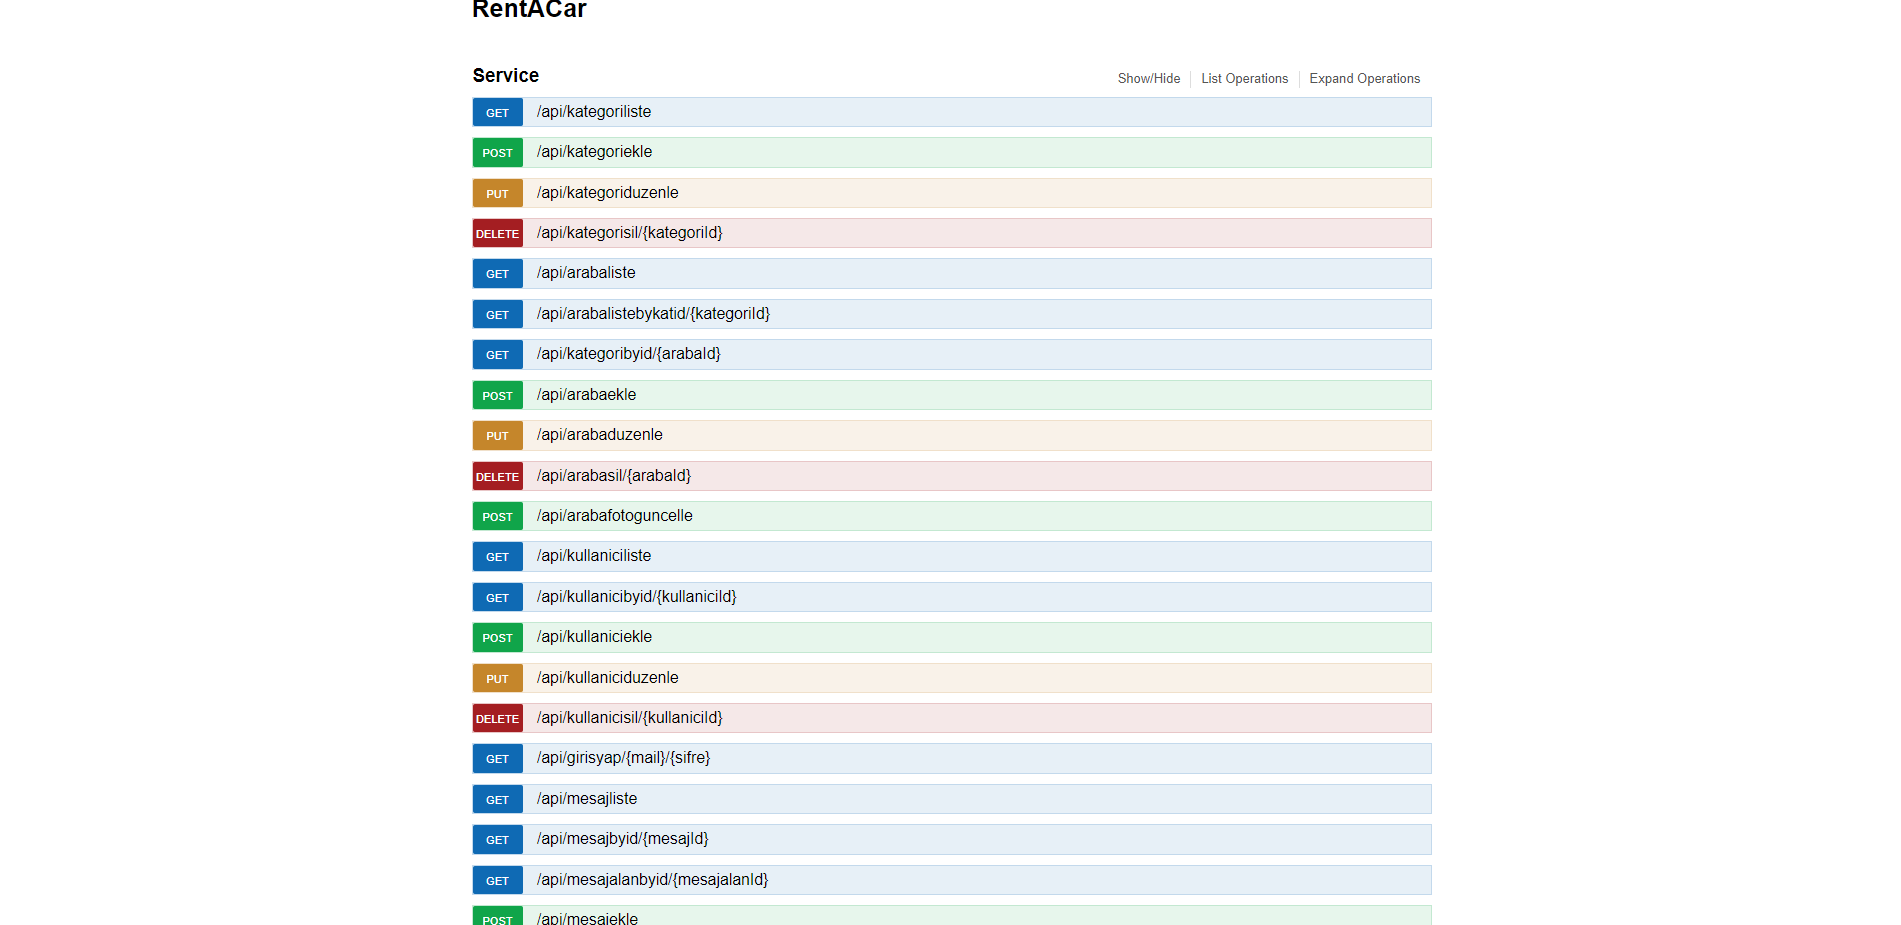 RentACar
Service Show/Hide List Operations Expand Operations
GET /api/kategoriliste
POST /api/kategoriekle
PUT /api/kategoriduzenle
DELETE /api/kategorisil/{kategoriId}
GET /api/arabaliste
GET /api/arabalistebykatid/{kategoriId}
GET /api/kategoribyid/{arabaId}
POST /api/arabaekle
PUT /api/arabaduzenle
DELETE /api/arabasil/{arabaId}
POST /api/arabafotoguncelle
GET /api/kullaniciliste
GET /api/kullanicibyid/{kullaniciId}
POST /api/kullaniciekle
PUT /api/kullaniciduzenle
DELETE /api/kullanicisil/{kullaniciId}
GET /api/girisyap/{mail}/{sifre}
GET /api/mesajliste
GET /api/mesajbyid/{mesajId}
GET /api/mesajalanbyid/{mesajalanId}
POST /api/mesajekle